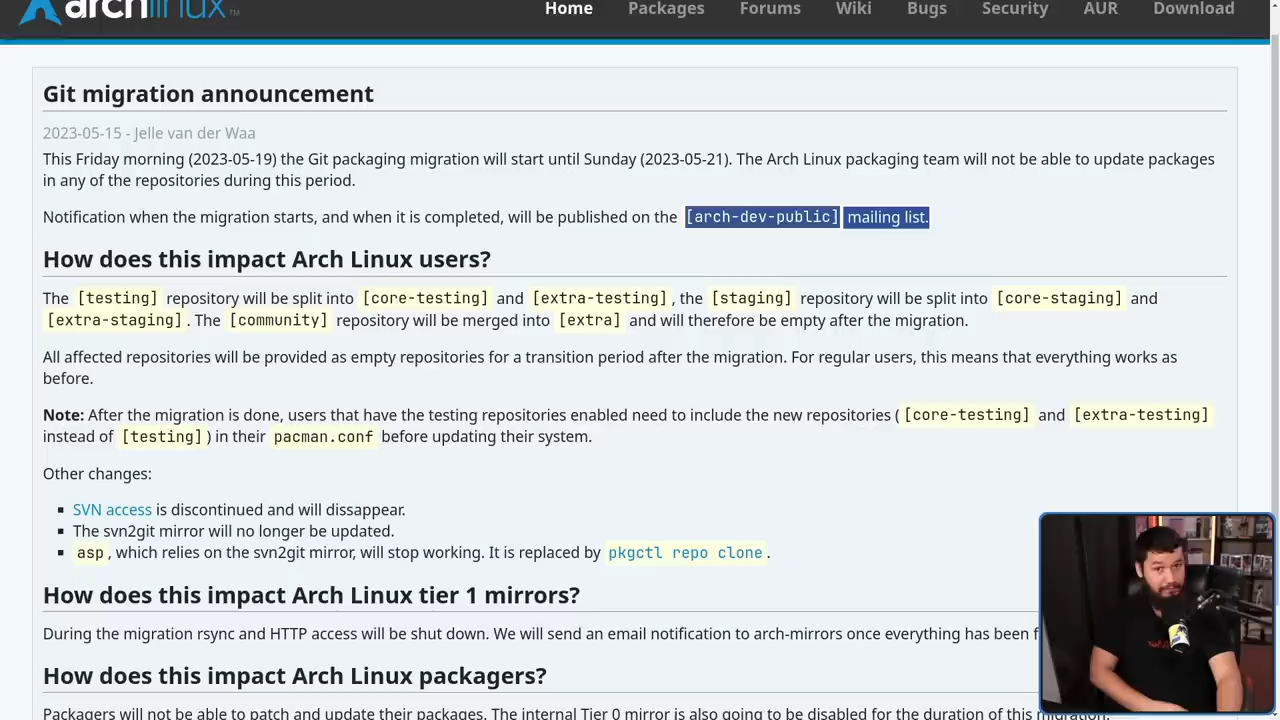 archlinux™
Home Packages Forums Wiki Bugs Security AUR Download
Git migration announcement
2023-05-15 - Jelle van der Waa
This Friday morning (2023-05-19) the Git packaging migration will start until Sunday (2023-05-21). The Arch Linux packaging team will not be able to update packages
in any of the repositories during this period.
Notification when the migration starts, and when it is completed, will be published on the [arch-dev-public] mailing list.
How does this impact Arch Linux users?
The [testing] repository will be split into [core-testing] and [extra-testing], the [staging] repository will be split into [core-staging] and
[extra-staging]. The [community] repository will be merged into [extra] and will therefore be empty after the migration.
All affected repositories will be provided as empty repositories for a transition period after the migration. For regular users, this means that everything works as
before.
Note: After the migration is done, users that have the testing repositories enabled need to include the new repositories ( [core-testing] and [extra-testing]
instead of [testing] ) in their pacman.conf before updating their system.
Other changes:
▪ SVN access is discontinued and will dissappear.
▪ The svn2git mirror will no longer be updated.
▪ asp, which relies on the svn2git mirror, will stop working. It is replaced by pkgctl repo clone.
How does this impact Arch Linux tier 1 mirrors?
During the migration rsync and HTTP access will be shut down. We will send an email notification to arch-mirrors once everything has been
How does this impact Arch Linux packagers?
Packagers will not be able to patch and update their packages. The internal Tier 0 mirror is also going to be disabled for the duration of this migration.